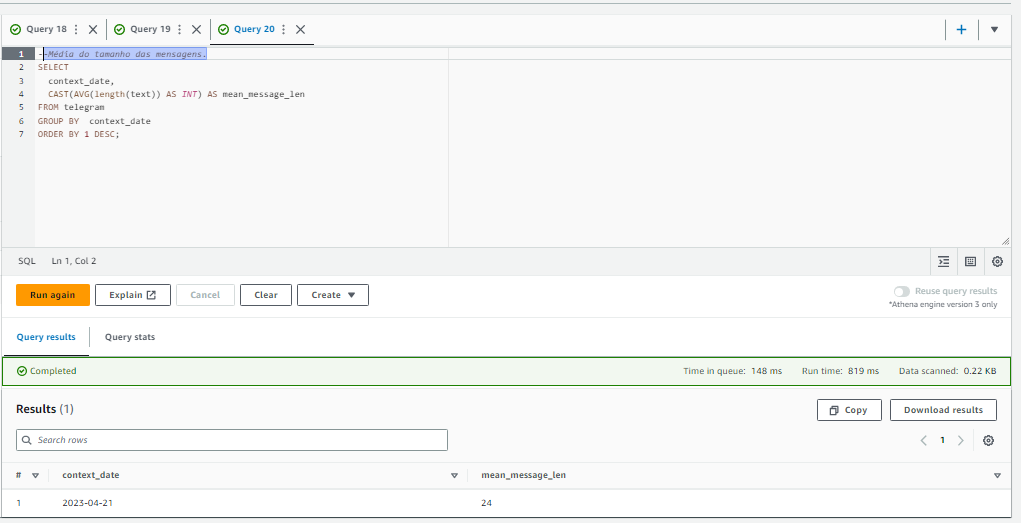 Query 18
Query 19
Query 20
1 --Média do tamanho das mensagens.
2 SELECT
3 context_date,
4 CAST(AVG(length(text)) AS INT) AS mean_message_len
5 FROM telegram
6 GROUP BY context_date
7 ORDER BY 1 DESC;
SQL Ln 1, Col 2
Run again Explain Cancel Clear Create
Reuse query results
*Athena engine version 3 only
Query results Query stats
Completed Time in queue: 148 ms Run time: 819 ms Data scanned: 0.22 KB
Results (1) Copy Download results
Search rows 1
# context_date mean_message_len
1 2023-04-21 24